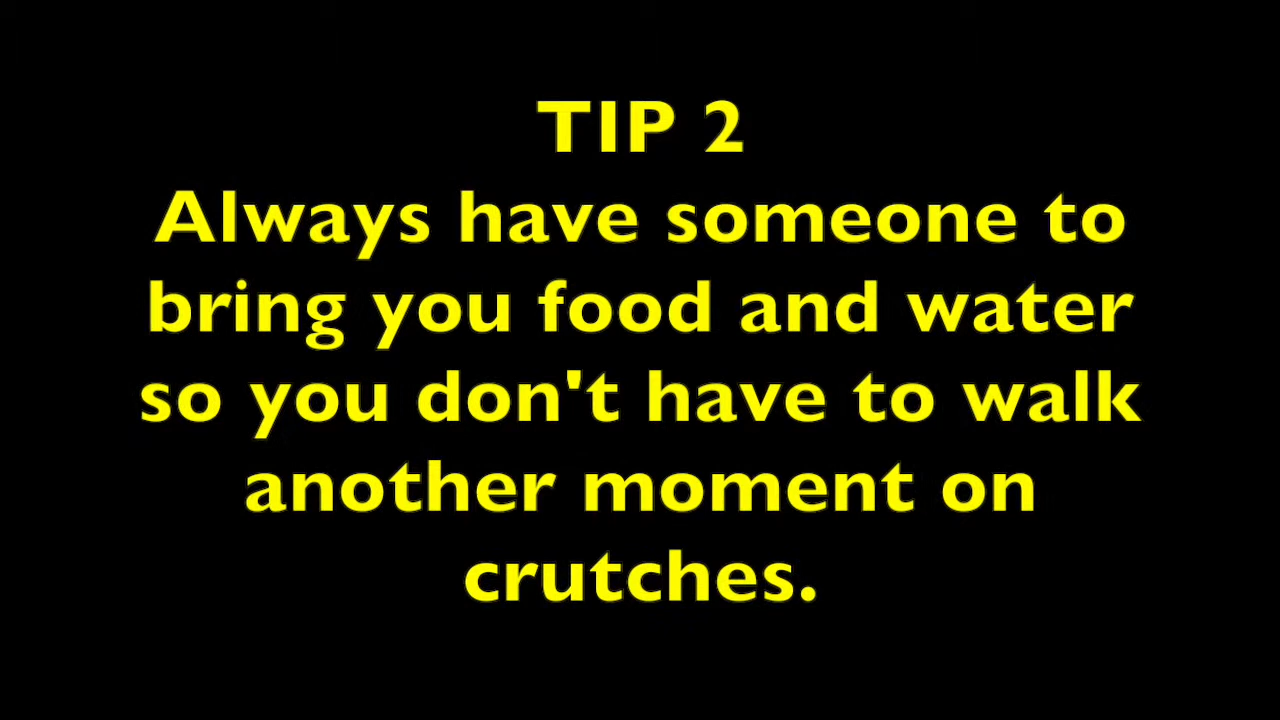 TIP 2
Always have someone to
bring you food and water
so you don't have to walk
another moment on
crutches.